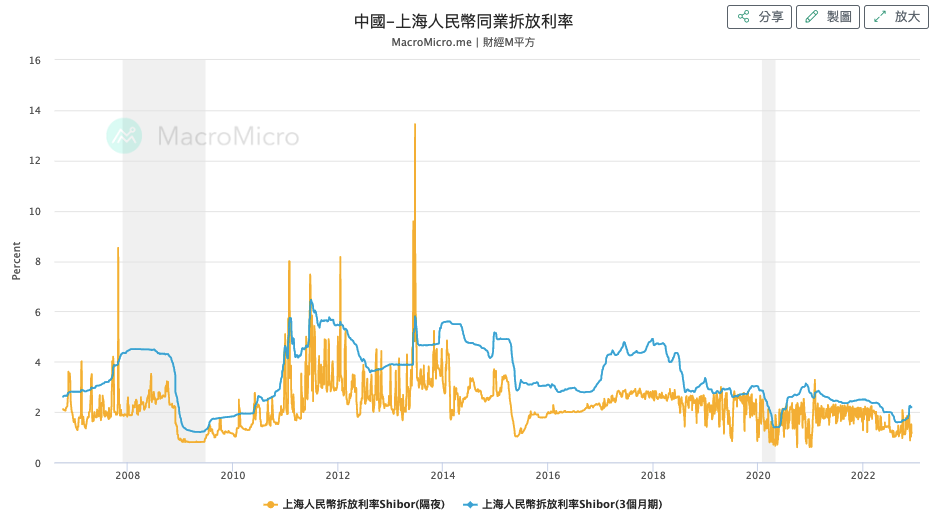 中國-上海人民幣同業拆放利率
MacroMicro.me | 財經M平方
分享
製圖
放大
16
14
12
10
8
6
4
2
0
Percent
MacroMicro
2008
2010
2012
2014
2016
2018
2020
2022
上海人民幣拆放利率Shibor(隔夜)
上海人民幣拆放利率Shibor(3個月期)